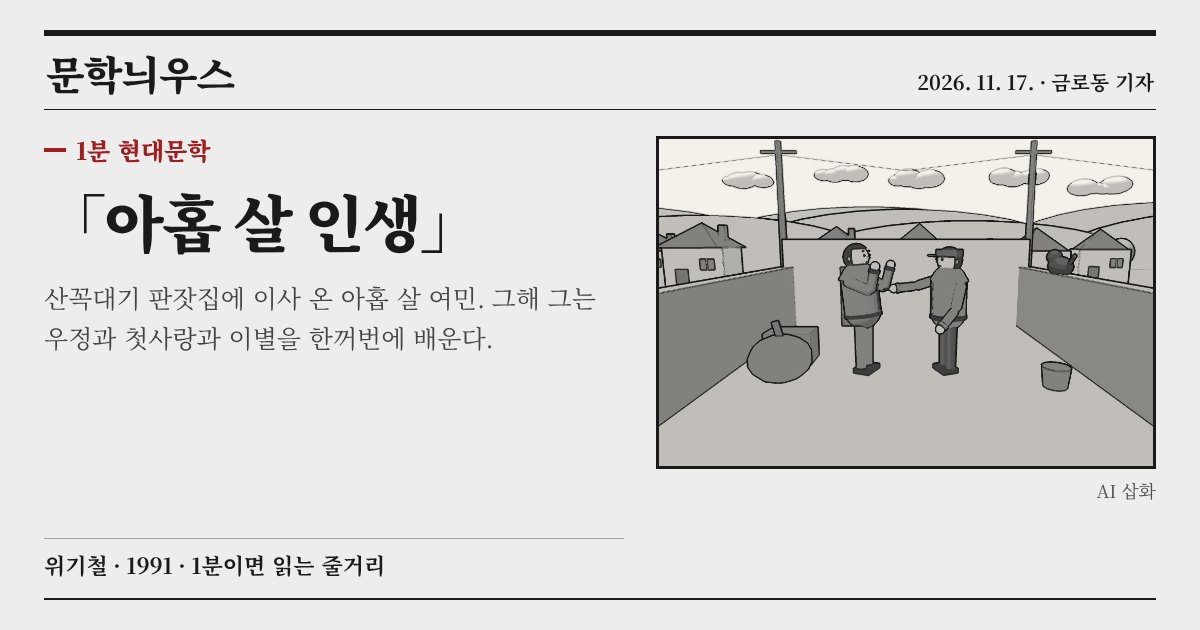 문학늬우스
2026. 11. 17. · 금로동 기자
1분 현대문학
「아홉 살 인생」
산꼭대기 판잣집에 이사 온 아홉 살 여민. 그해 그는
우정과 첫사랑과 이별을 한꺼번에 배운다.
AI 삽화
위기철 · 1991 · 1분이면 읽는 줄거리